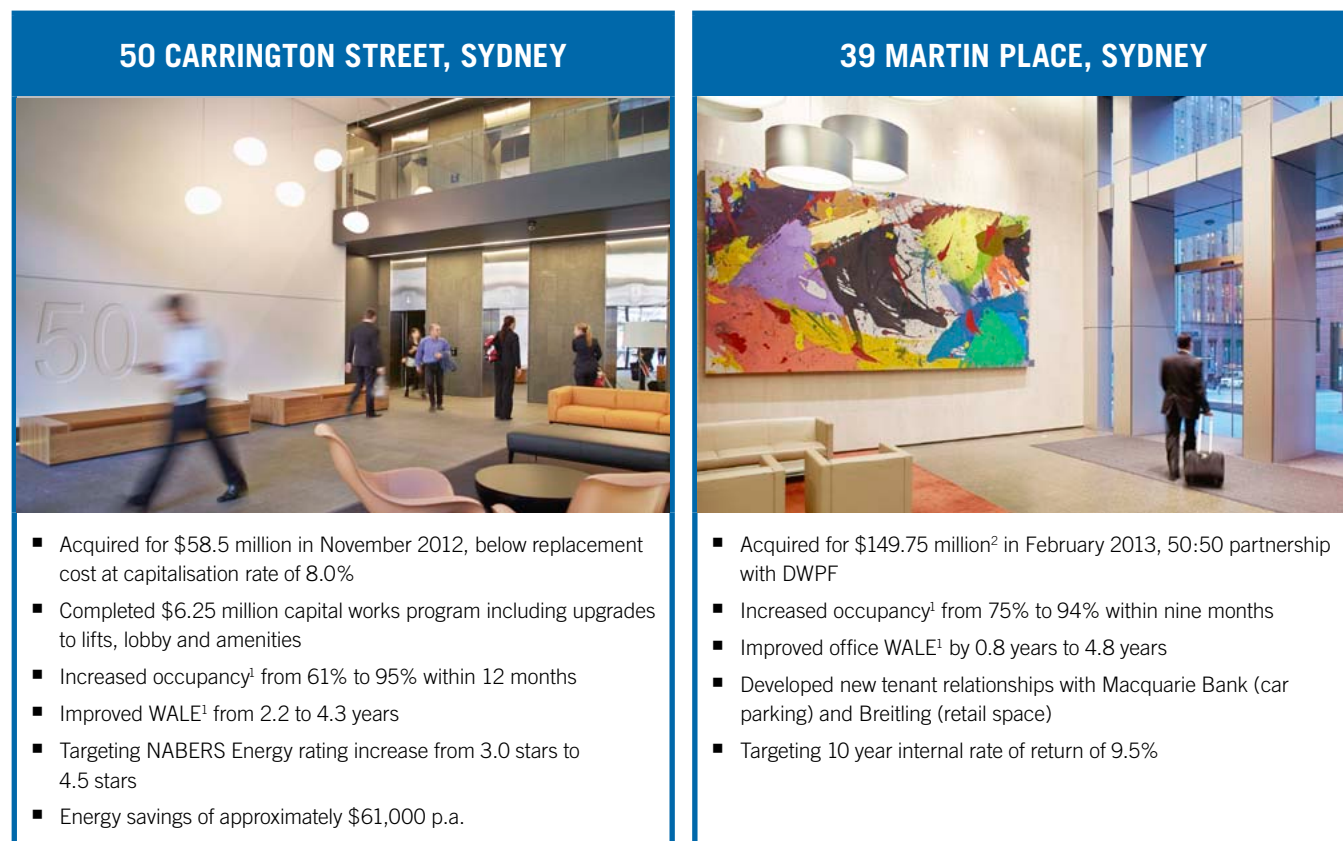 50 CARRINGTON STREET, SYDNEY
50
■ Acquired for $58.5 million in November 2012, below replacement
cost at capitalisation rate of 8.0%
■ Completed $6.25 million capital works program including upgrades
to lifts, lobby and amenities
■ Increased occupancy¹ from 61% to 95% within 12 months
■ Improved WALE¹ from 2.2 to 4.3 years
■ Targeting NABERS Energy rating increase from 3.0 stars to
4.5 stars
■ Energy savings of approximately $61,000 p.a.
39 MARTIN PLACE, SYDNEY
■ Acquired for $149.75 million² in February 2013, 50:50 partnership
with DWPF
■ Increased occupancy¹ from 75% to 94% within nine months
■ Improved office WALE¹ by 0.8 years to 4.8 years
■ Developed new tenant relationships with Macquarie Bank (car
parking) and Breitling (retail space)
■ Targeting 10 year internal rate of return of 9.5%